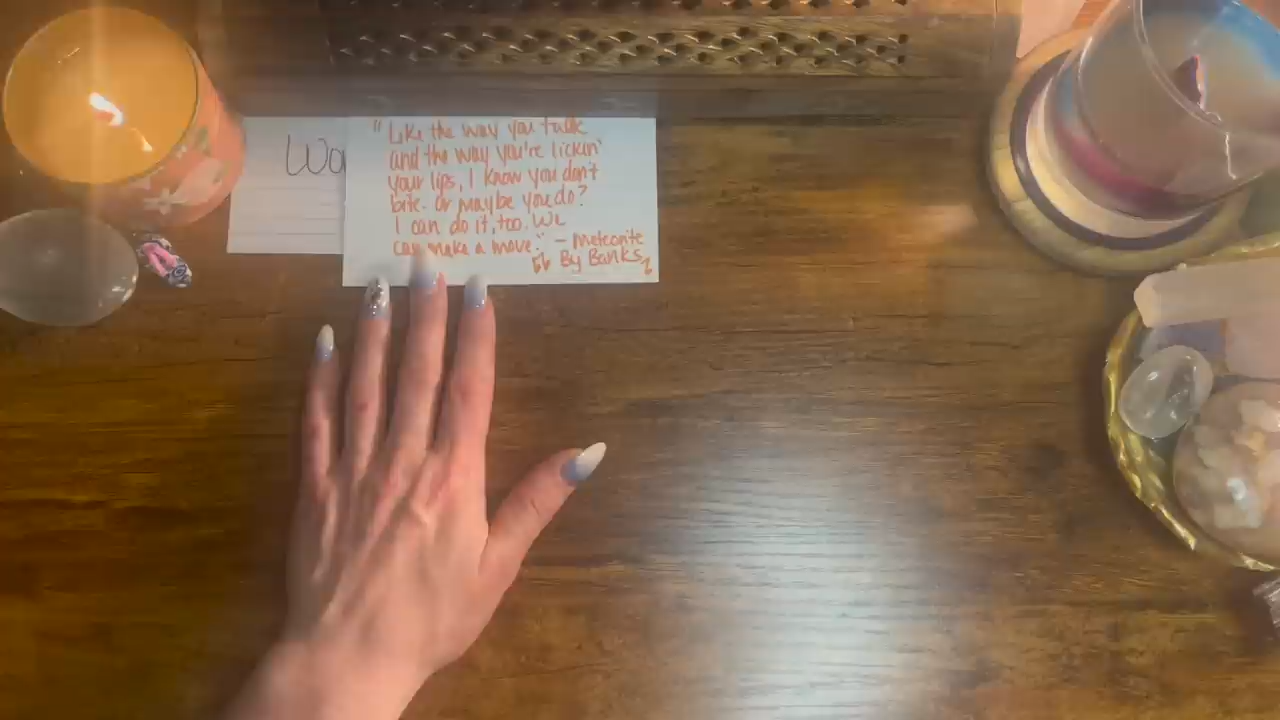 Wo
"Like the way you talk
and the way you're lickin'
your lips, I know you don't
bite- or maybe you do?
I can do it, too. We
can make a move." - Meteorite
By Banks